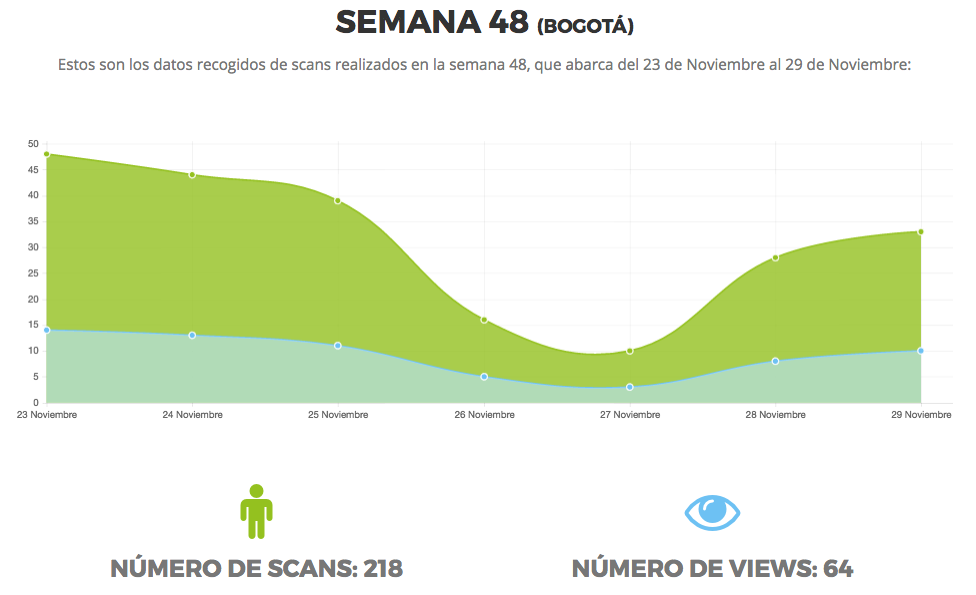 SEMANA 48 (BOGOTÁ)
Estos son los datos recogidos de scans realizados en la semana 48, que abarca del 23 de Noviembre al 29 de Noviembre:
50
45
40
35
30
25
20
15
10
5
0
23 Noviembre 24 Noviembre 25 Noviembre 26 Noviembre 27 Noviembre 28 Noviembre 29 Noviembre
NÚMERO DE SCANS: 218 NÚMERO DE VIEWS: 64